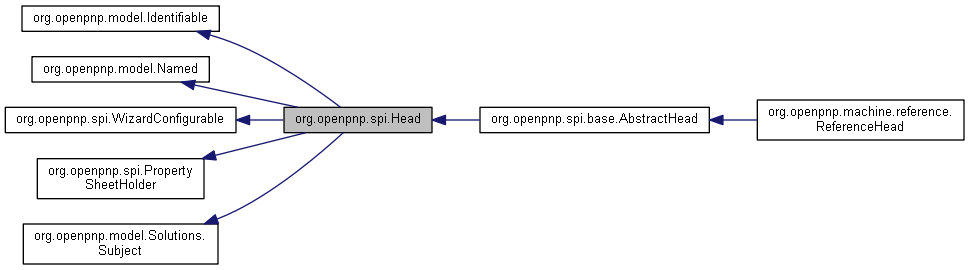 org.openpnp.model.Identifiable
org.openpnp.model.Named
org.openpnp.spi.WizardConfigurable
org.openpnp.spi.Property
SheetHolder
org.openpnp.model.Solutions.
Subject
org.openpnp.spi.Head
org.openpnp.spi.base.AbstractHead
org.openpnp.machine.reference.
ReferenceHead